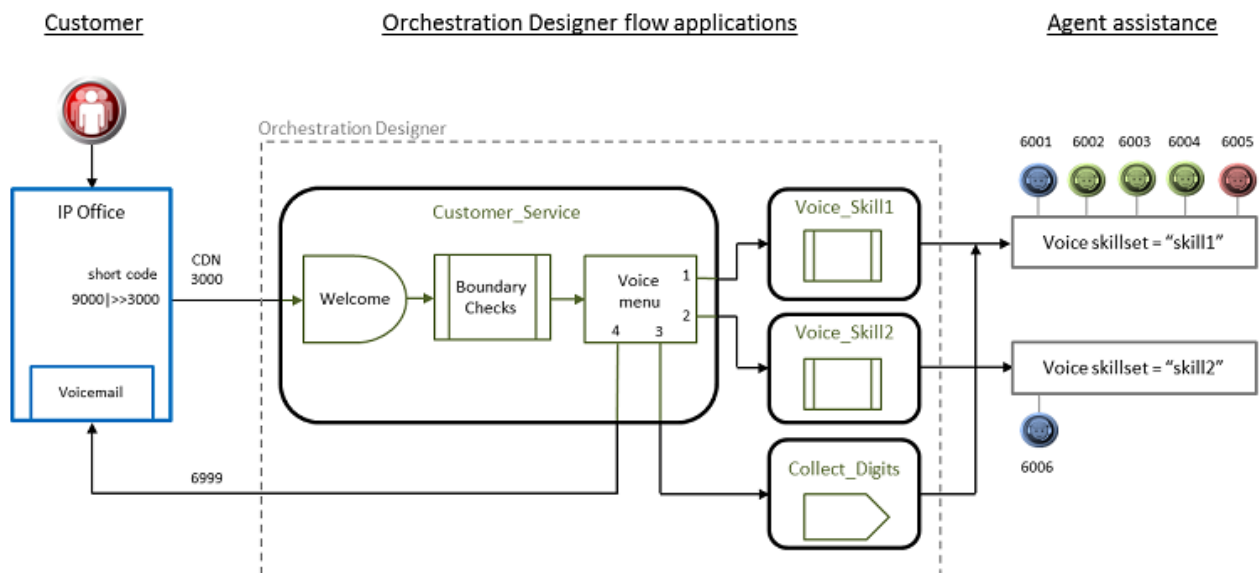 Customer
Orchestration Designer flow applications
Agent assistance
Orchestration Designer
6001 6002 6003 6004 6005
IP Office
short code
9000|>>3000
Voicemail
CDN
3000
Customer_Service
Welcome
Boundary
Checks
Voice
menu
1
2
4 3
Voice_Skill1
Voice_Skill2
Collect_Digits
Voice skillset = “skill1”
Voice skillset = “skill2”
6006
6999